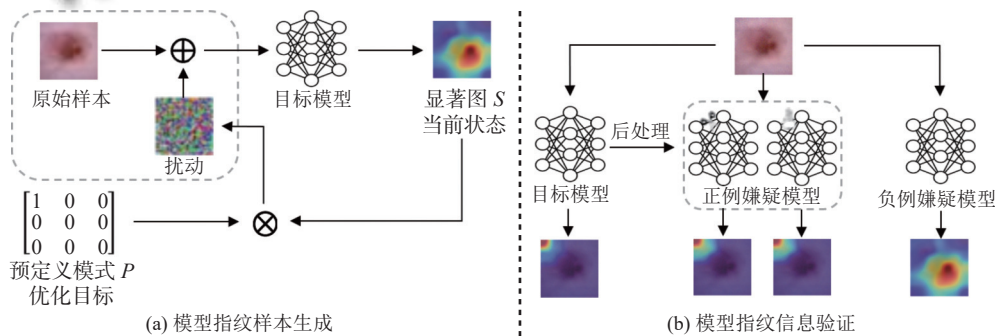 原始样本
目标模型
显著图 S
当前状态
扰动
1 0 0
0 0 0
0 0 0
预定义模式 P
优化目标
(a) 模型指纹样本生成
后处理
目标模型
正例嫌疑模型
负例嫌疑模型
(b) 模型指纹信息验证